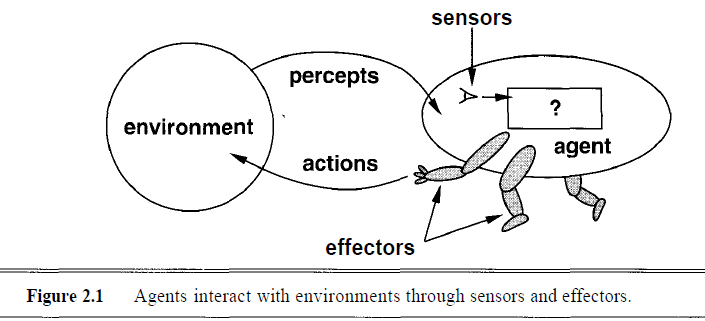 sensors
percepts
environment
?
agent
actions
effectors
Figure 2.1 Agents interact with environments through sensors and effectors.